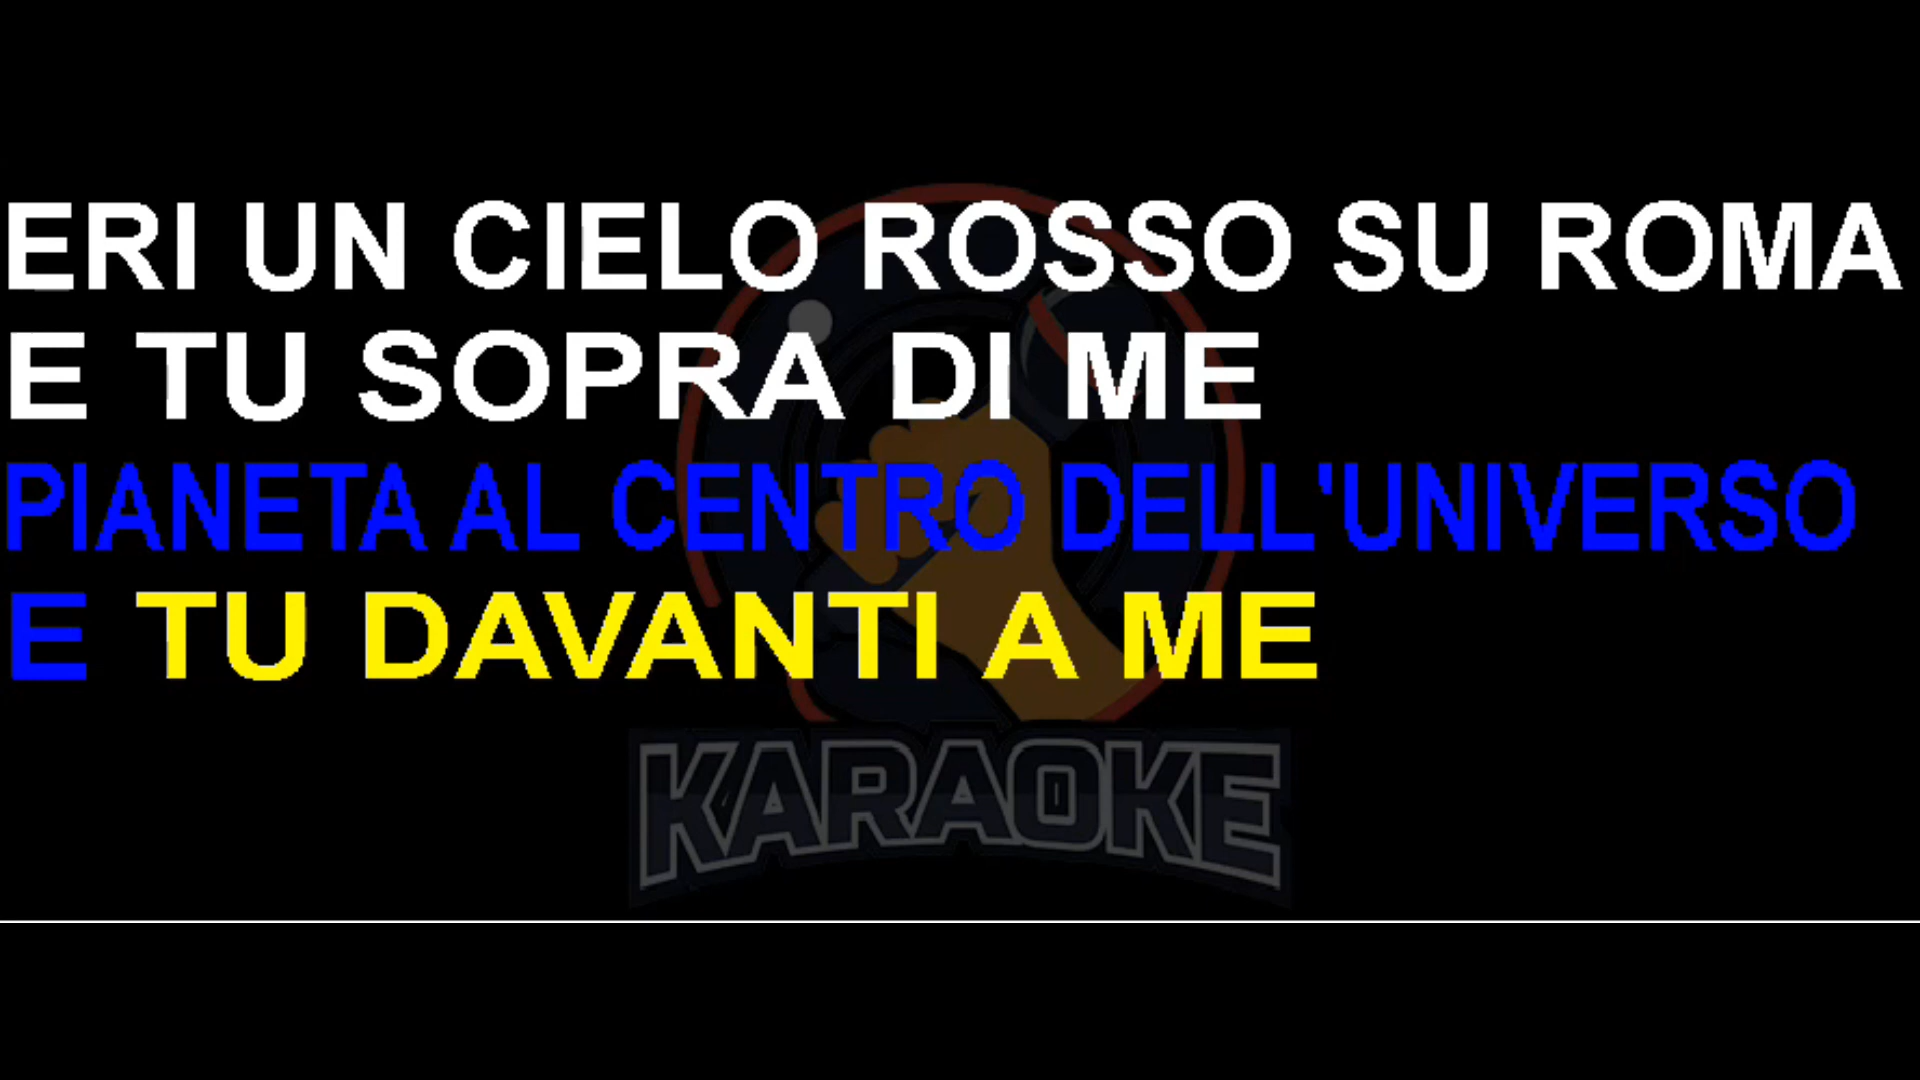 ERI UN CIELO ROSSO SU ROMA
E TU SOPRA DI ME
PIANETA AL CENTRO DELL'UNIVERSO
E TU DAVANTI A ME
KARAOKE